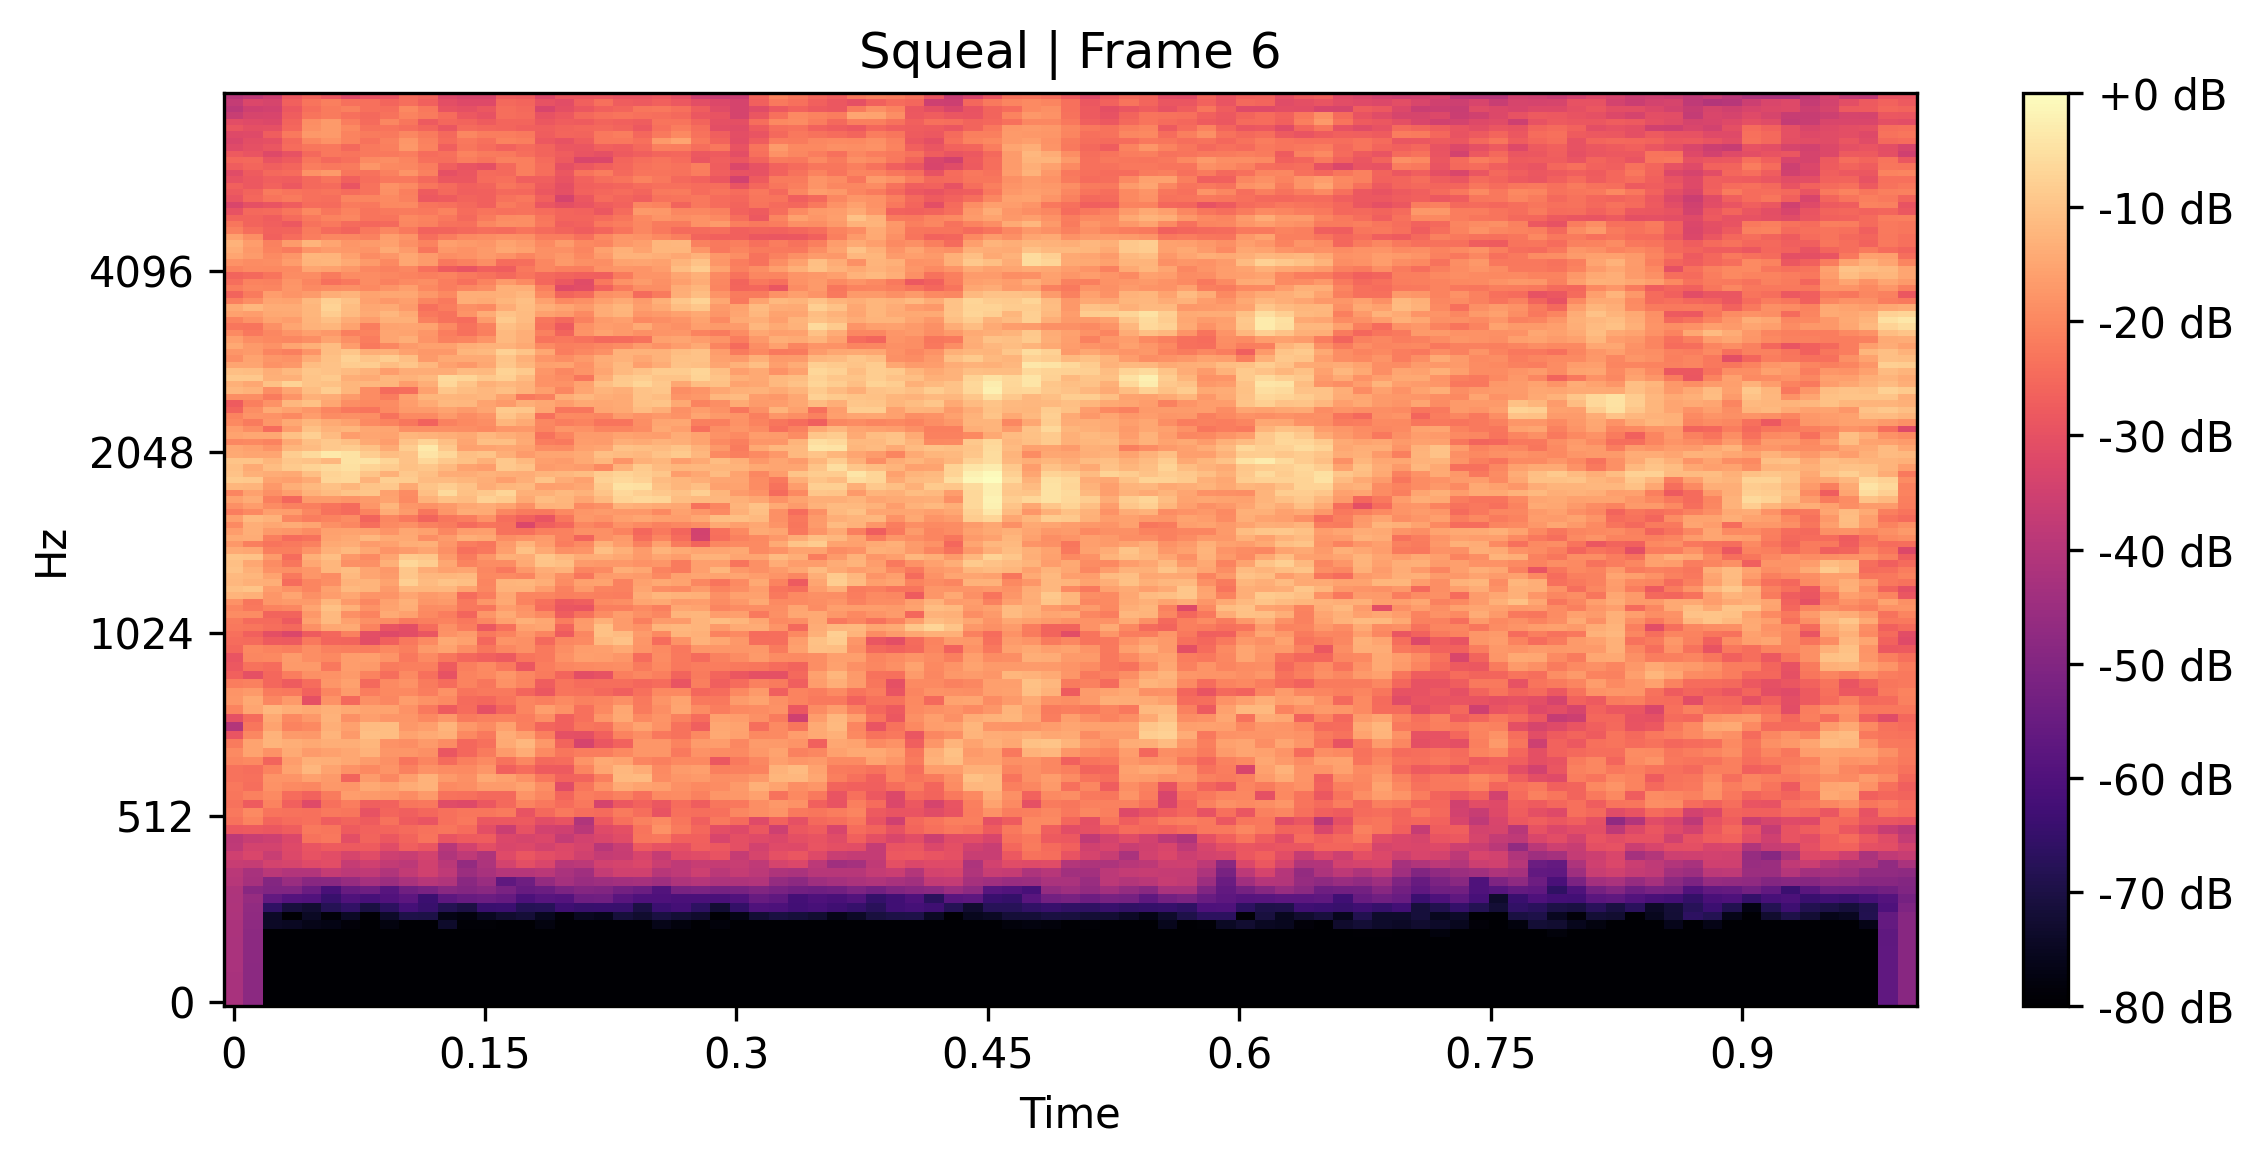 Squeal | Frame 6
Hz
4096
2048
1024
512
0
0 0.15 0.3 0.45 0.6 0.75 0.9
Time
+0 dB
-10 dB
-20 dB
-30 dB
-40 dB
-50 dB
-60 dB
-70 dB
-80 dB